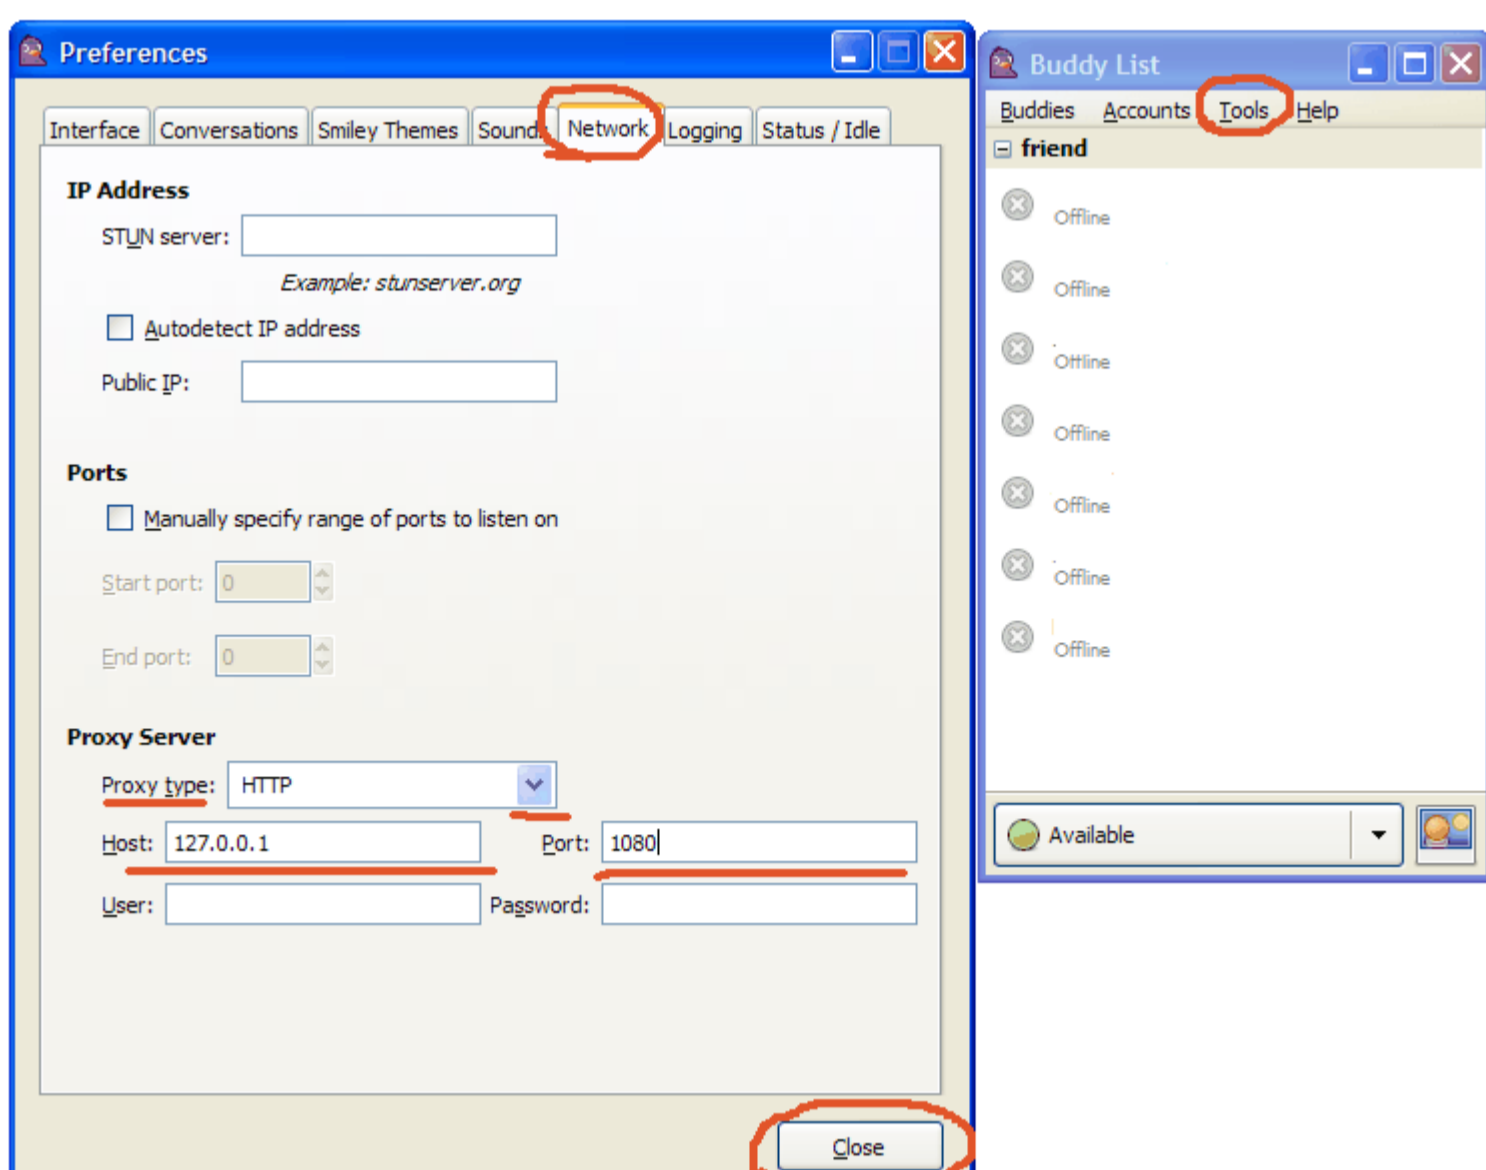 Preferences
Interface Conversations Smiley Themes Sound Network Logging Status / Idle
IP Address
STUN server:
Example: stunserver.org
Autodetect IP address
Public IP:
Ports
Manually specify range of ports to listen on
Start port: 0
End port: 0
Proxy Server
Proxy type: HTTP
Host: 127.0.0.1 Port: 1080
User: Password:
Close
Buddy List
Buddies Accounts Tools Help
friend
Offline
Offline
Offline
Offline
Offline
Offline
Offline
Available